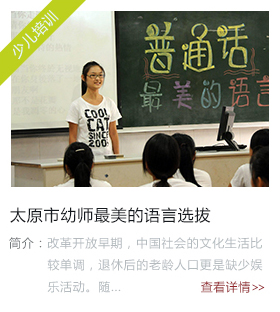 少儿培训
普通话
最美的语言
COOL
CAT
SINCE
2005
太原市幼师最美的语言选拔
简介：改革开放早期，中国社会的文化生活比
较单调，退休后的老龄人口更是缺少娱
乐活动。随...
查看详情>>